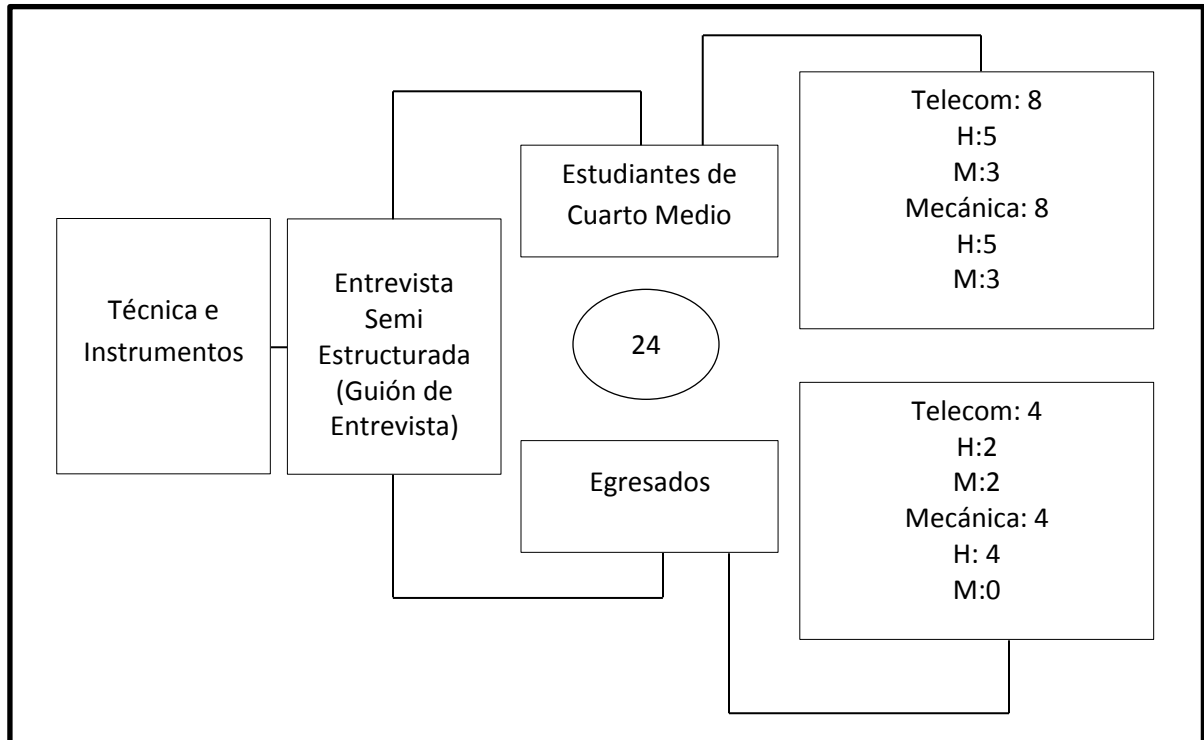 Técnica e
Instrumentos
Entrevista
Semi
Estructurada
(Guión de
Entrevista)
Estudiantes de
Cuarto Medio
24
Egresados
Telecom: 8
H:5
M:3
Mecánica: 8
H:5
M:3
Telecom: 4
H:2
M:2
Mecánica: 4
H: 4
M:0